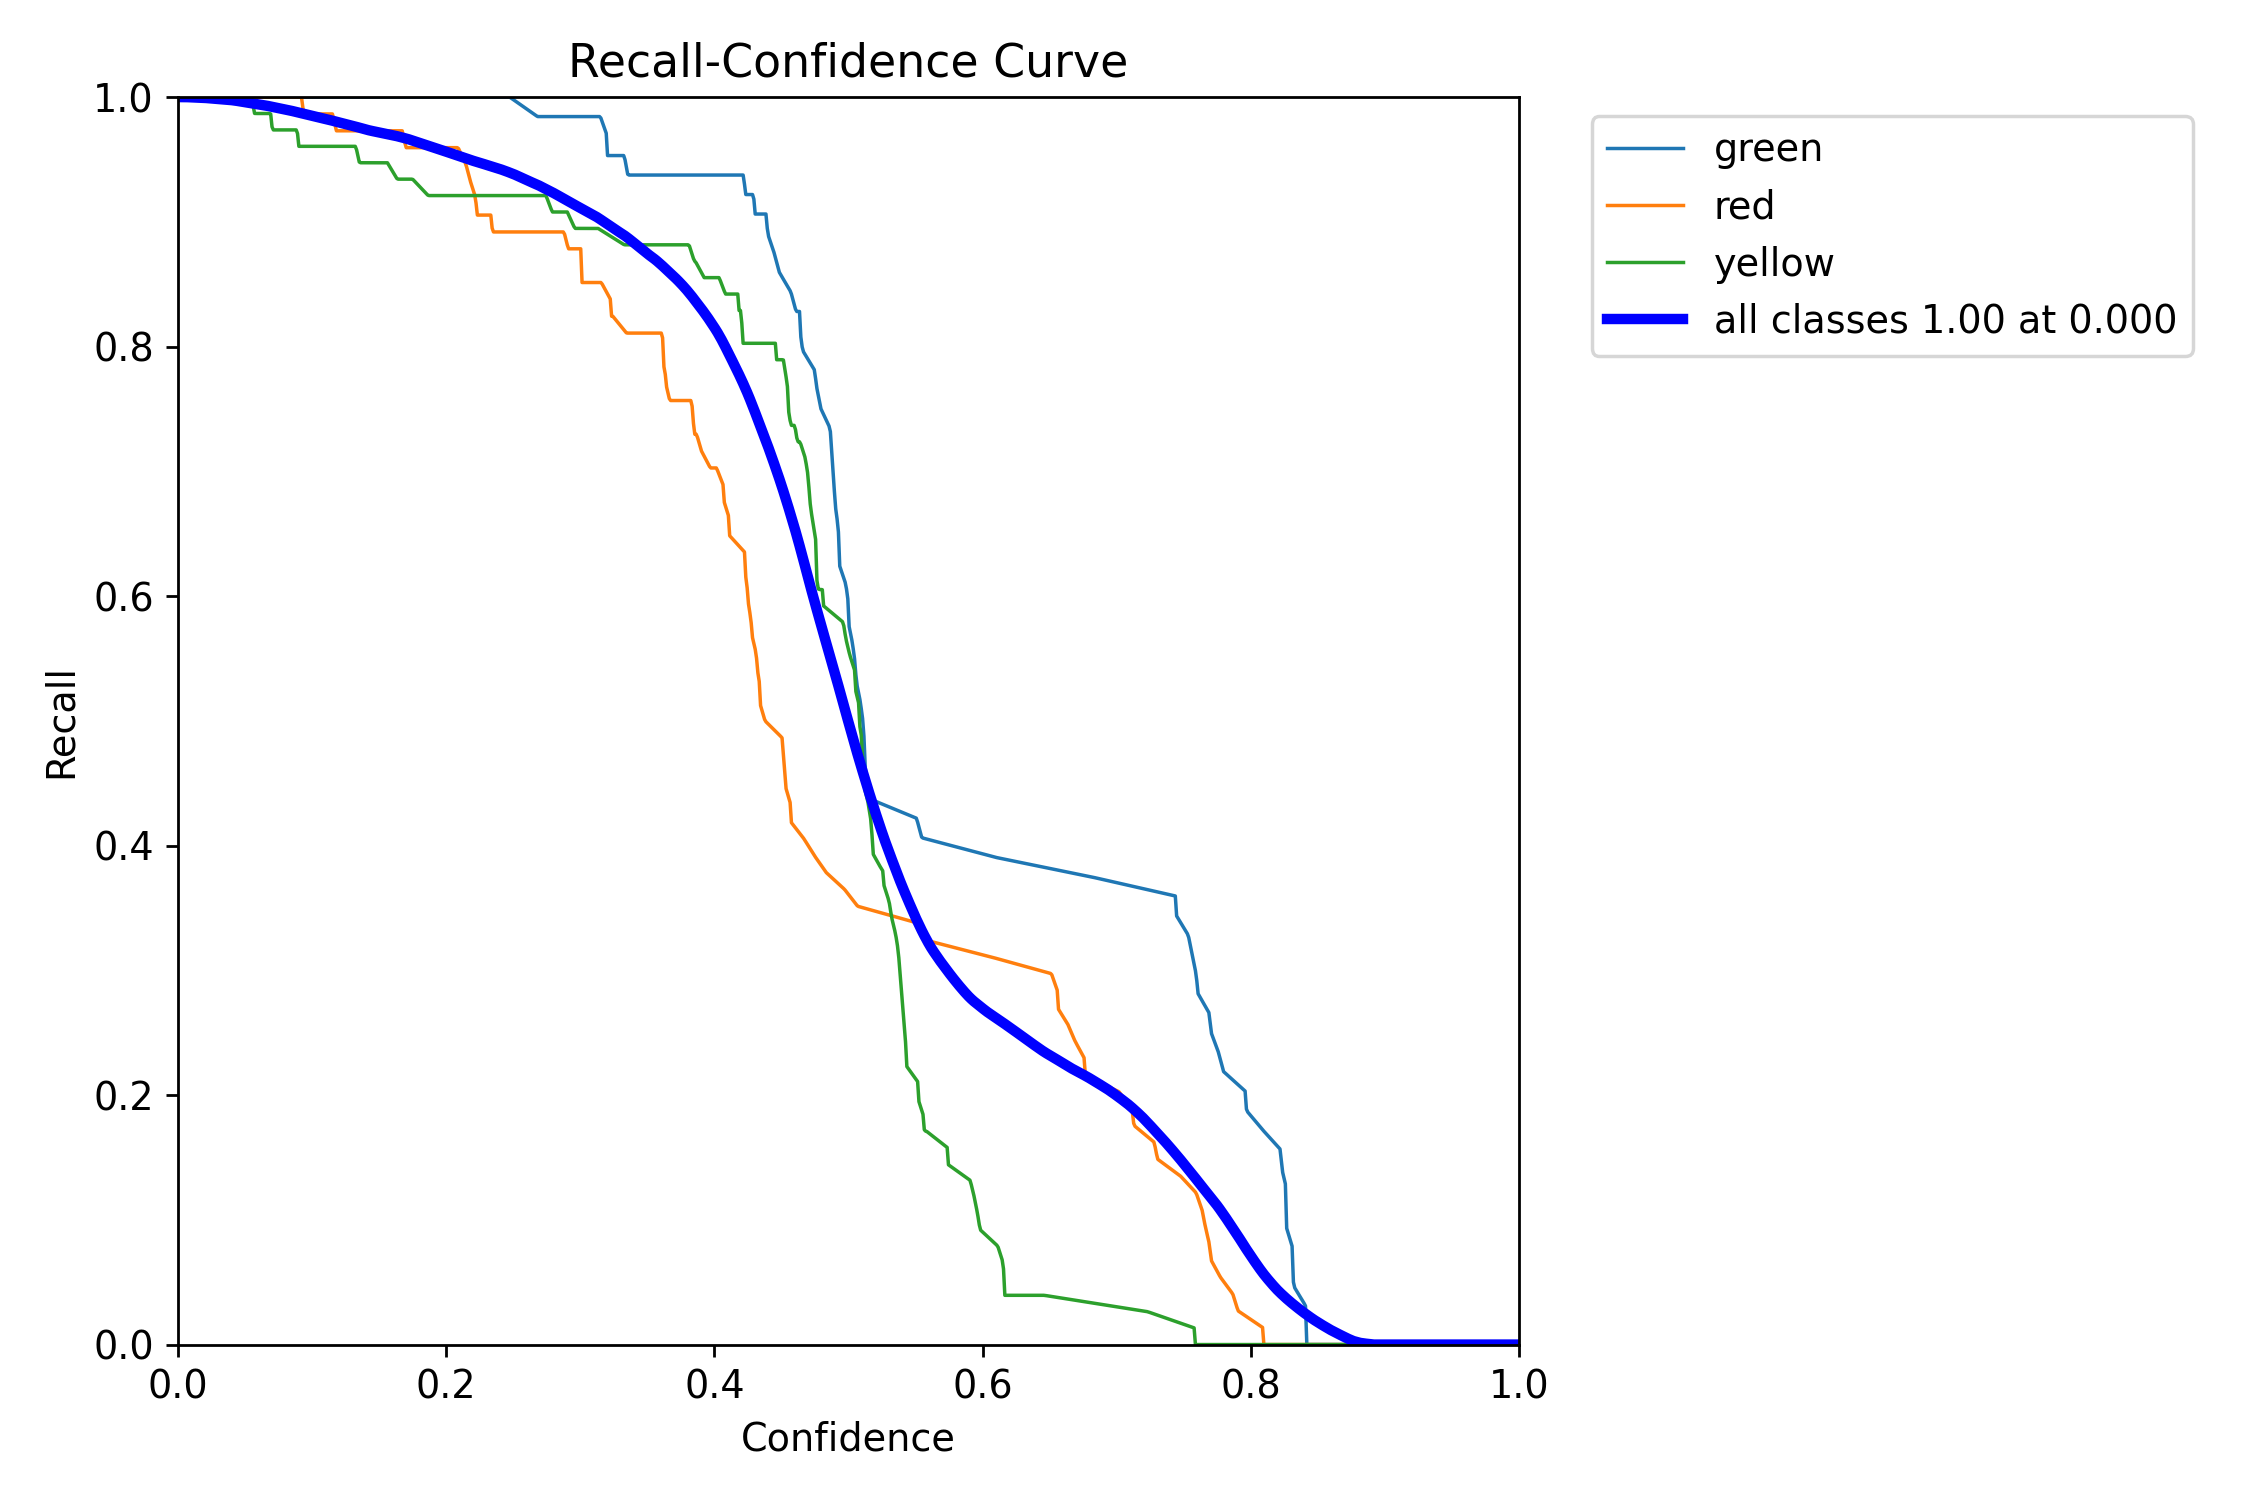 Recall-Confidence Curve
1.0
0.8
0.6
0.4
0.2
0.0
Recall
0.0 0.2 0.4 0.6 0.8 1.0
Confidence
green
red
yellow
all classes 1.00 at 0.000